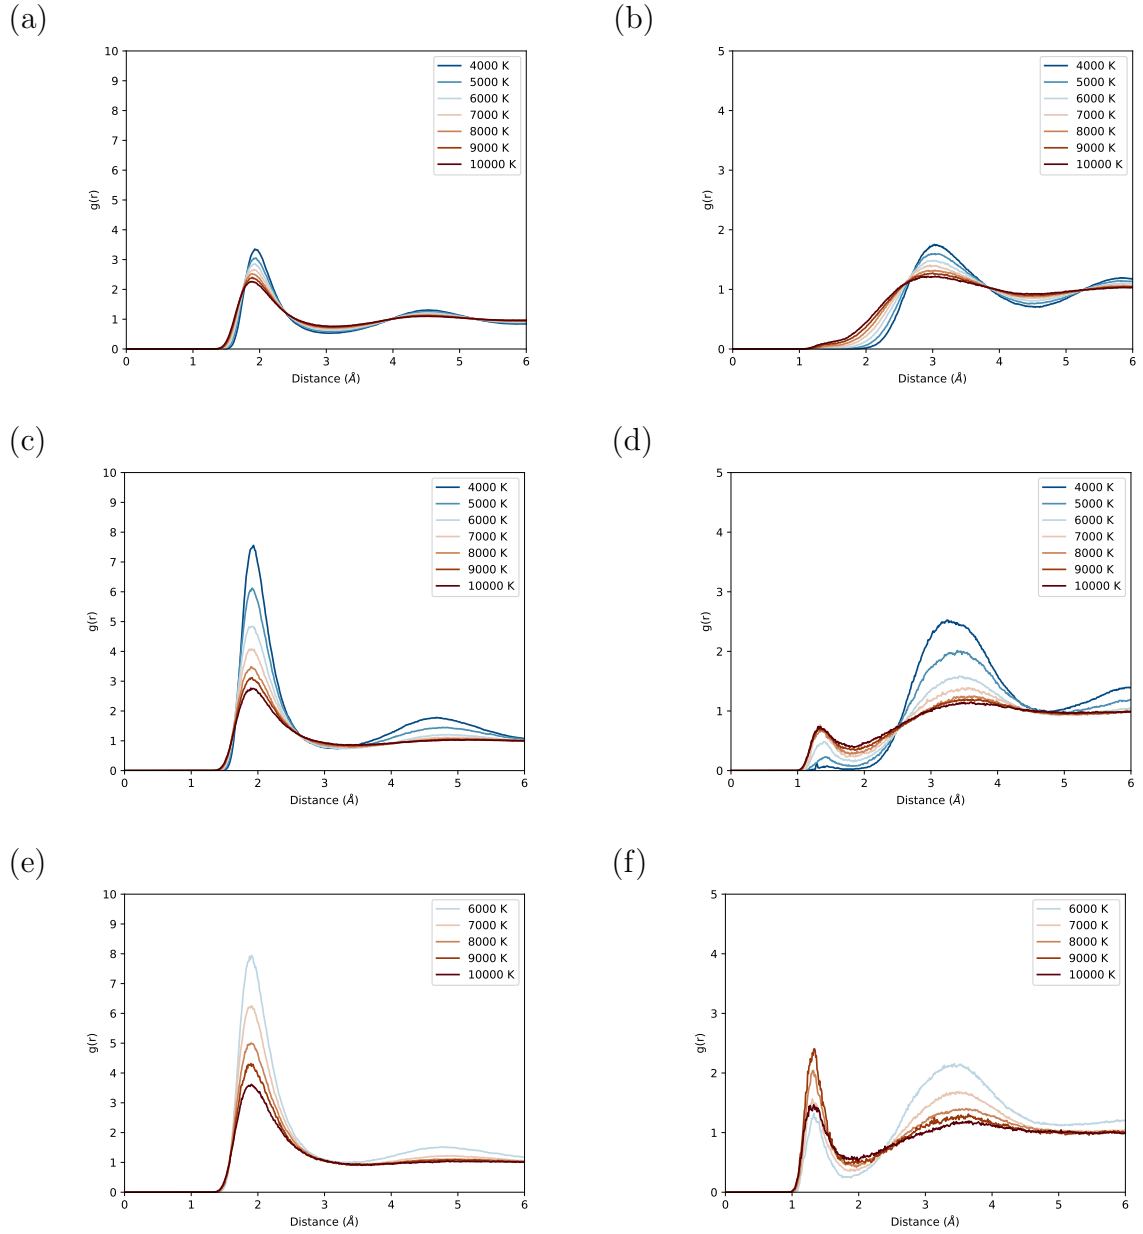 (a)
10
9
8
7
6
5
4
3
2
1
0
g(r)
0 1 2 3 4 5 6
Distance (Å)
4000 K
5000 K
6000 K
7000 K
8000 K
9000 K
10000 K
(b)
5
4
3
2
1
0
g(r)
0 1 2 3 4 5 6
Distance (Å)
4000 K
5000 K
6000 K
7000 K
8000 K
9000 K
10000 K
(c)
10
9
8
7
6
5
4
3
2
1
0
g(r)
0 1 2 3 4 5 6
Distance (Å)
4000 K
5000 K
6000 K
7000 K
8000 K
9000 K
10000 K
(d)
5
4
3
2
1
0
g(r)
0 1 2 3 4 5 6
Distance (Å)
4000 K
5000 K
6000 K
7000 K
8000 K
9000 K
10000 K
(e)
10
9
8
7
6
5
4
3
2
1
0
g(r)
0 1 2 3 4 5 6
Distance (Å)
6000 K
7000 K
8000 K
9000 K
10000 K
(f)
5
4
3
2
1
0
g(r)
0 1 2 3 4 5 6
Distance (Å)
6000 K
7000 K
8000 K
9000 K
10000 K